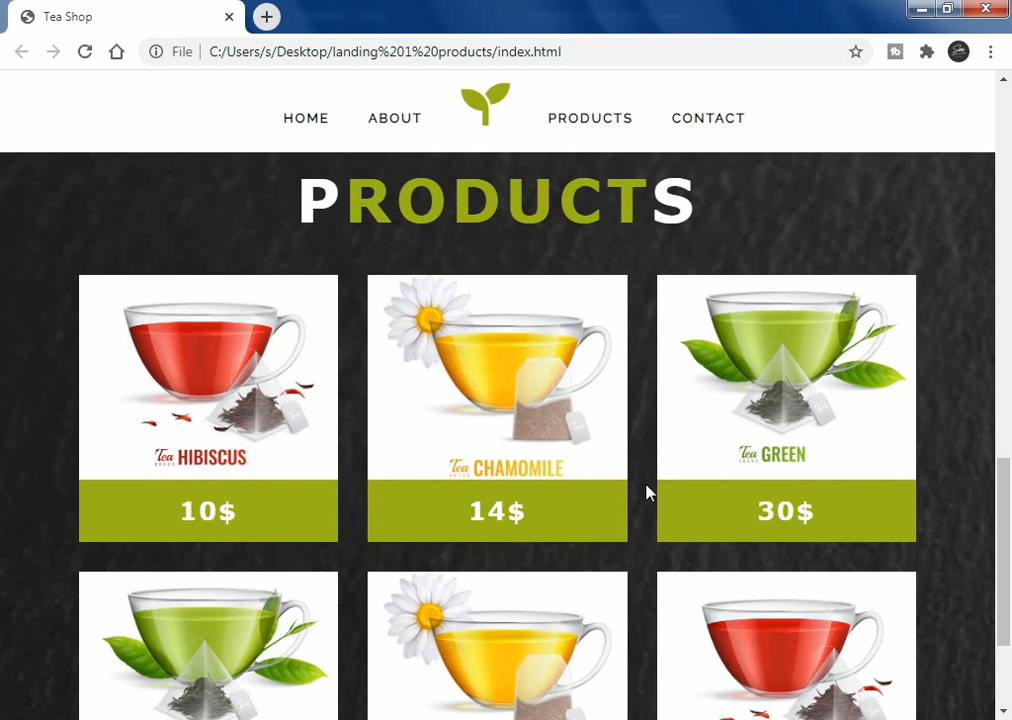 Tea Shop
File C:/Users/s/Desktop/landing%201%20products/index.html
HOME ABOUT PRODUCTS CONTACT
PRODUCTS
Tea HIBISCUS
Tea CHAMOMILE
Tea GREEN
10$ 14$ 30$